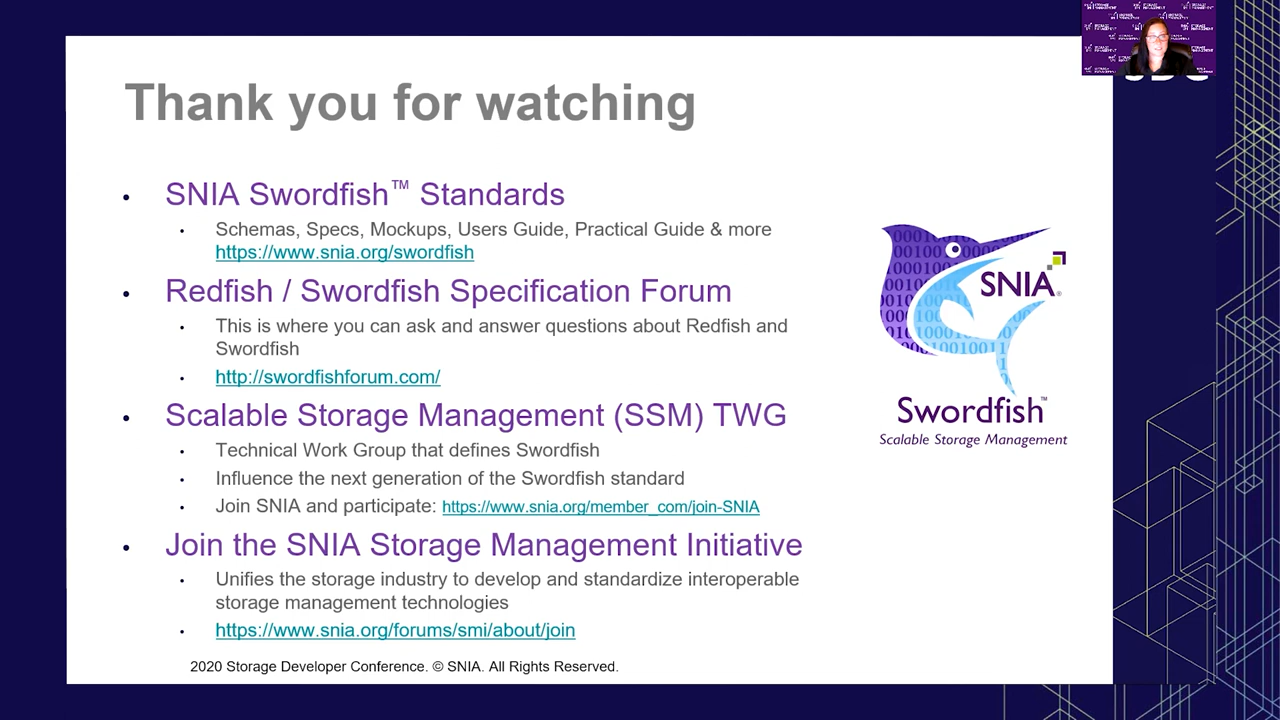 Thank you for watching
SNIA Swordfish™ Standards
Schemas, Specs, Mockups, Users Guide, Practical Guide & more
https://www.snia.org/swordfish
Redfish / Swordfish Specification Forum
This is where you can ask and answer questions about Redfish and
Swordfish
http://swordfishforum.com/
Scalable Storage Management (SSM) TWG
Technical Work Group that defines Swordfish
Influence the next generation of the Swordfish standard
Join SNIA and participate: https://www.snia.org/member_com/join-SNIA
Join the SNIA Storage Management Initiative
Unifies the storage industry to develop and standardize interoperable
storage management technologies
https://www.snia.org/forums/smi/about/join
2020 Storage Developer Conference. © SNIA. All Rights Reserved.
SNIA®
Swordfish™
Scalable Storage Management